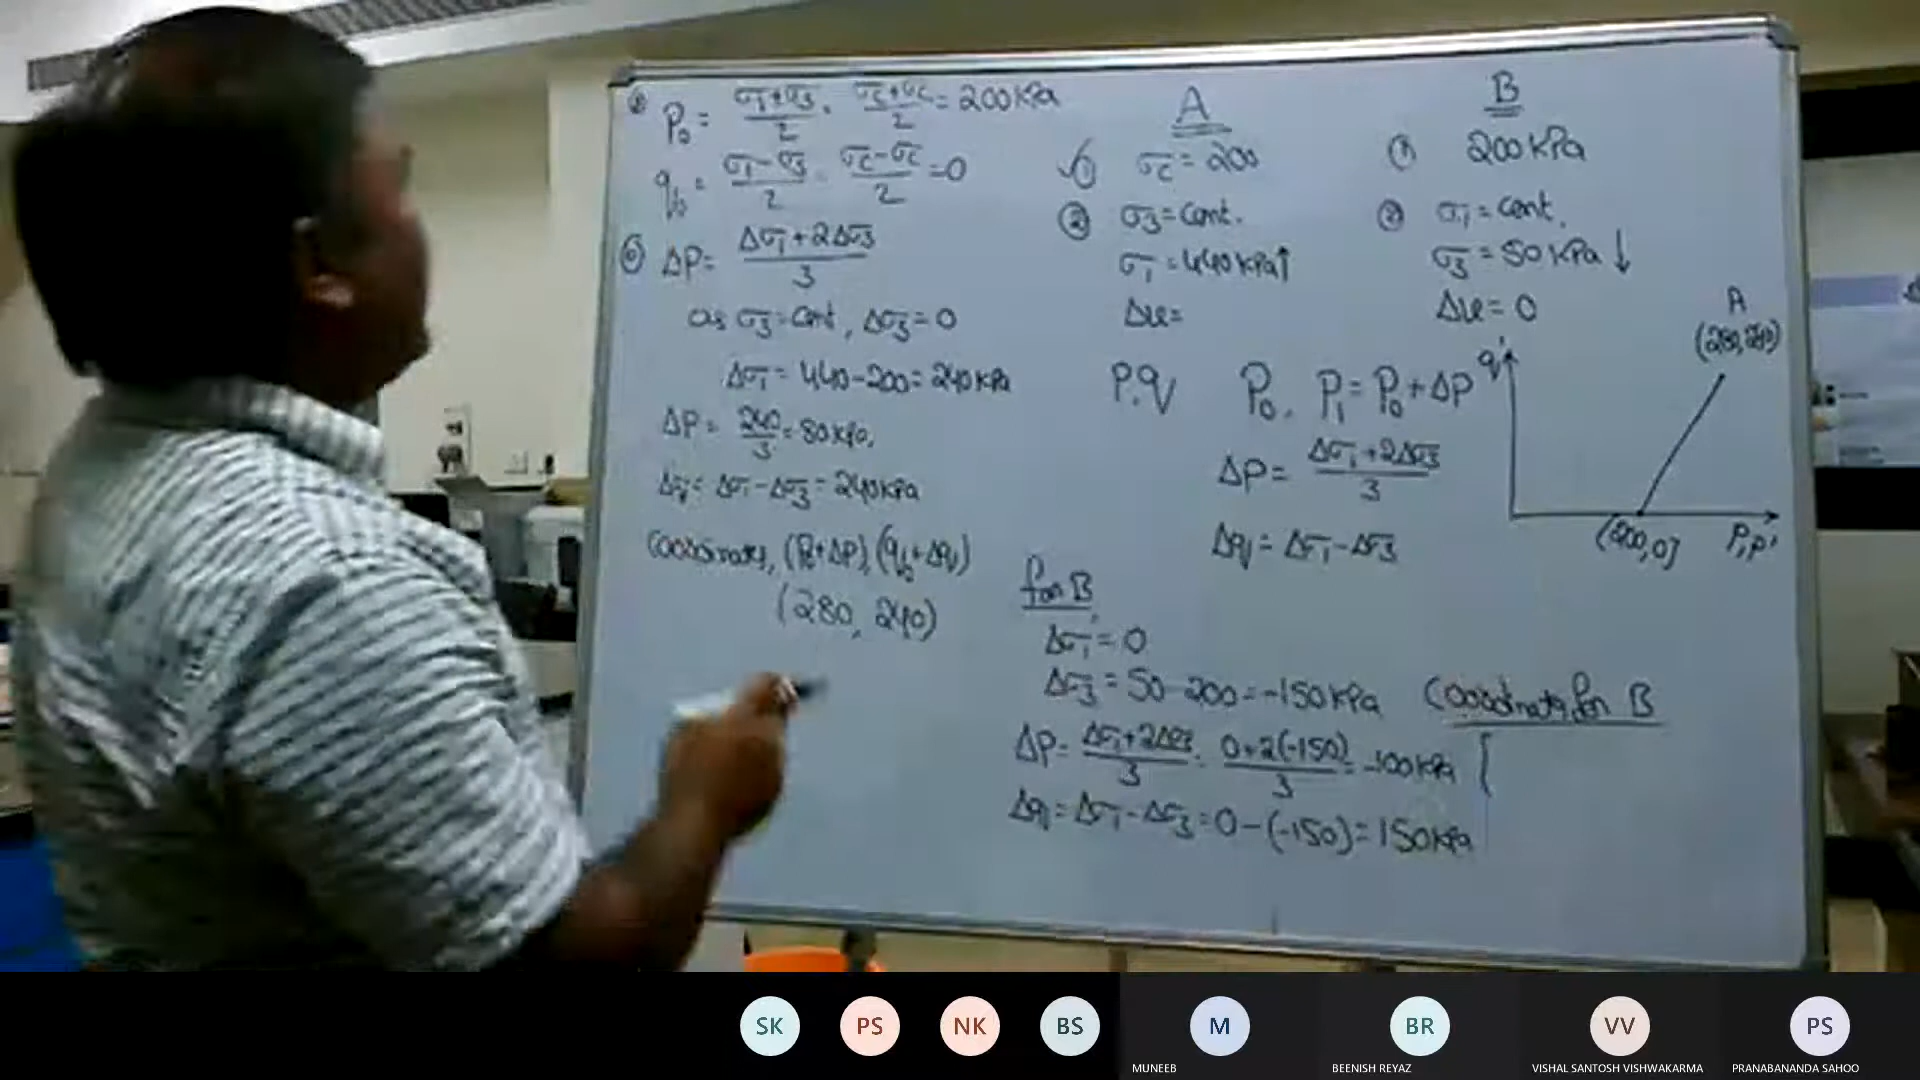 P₀ = (σ₁+σ₃)/2 = (σc+σc)/2 = 200 kPa
q₀ = (σ₁-σ₃)/2 = (σc-σc)/2 = 0
ΔP = (Δσ₁+2Δσ₃)/3
as σ₃ = Cont, Δσ₃ = 0
Δσ₁ = 440-200 = 240 kPa
ΔP = 240/3 = 80 kPa,
Δq = Δσ₁-Δσ₃ = 240 kPa
Coordinates, (P₀+ΔP), (q₀+Δq)
(280, 240)
A
① σc = 200
② σ₃ = Cont.
σ₁ = 440 kPa↑
Δu =
B
① 200 kPa
② σ₁ = Cont,
σ₃ = 50 kPa ↓
Δu = 0
P, q P₀, P₁ = P₀+ΔP
ΔP = (Δσ₁+2Δσ₃)/3
Δq = Δσ₁-Δσ₃
q'
A
(280, 240)
(200, 0)
P, P'
for B,
Δσ₁ = 0
Δσ₃ = 50-200 = -150 kPa
ΔP = (Δσ₁+2Δσ₃)/3 = (0+2(-150))/3 = -100 kPa
Δq = Δσ₁-Δσ₃ = 0-(-150) = 150 kPa
Coordinate for B
(
SK PS NK BS M BR VV PS
MUNEEB BEENISH REYAZ VISHAL SANTOSH VISHWAKARMA PRANABANANDA SAHOO